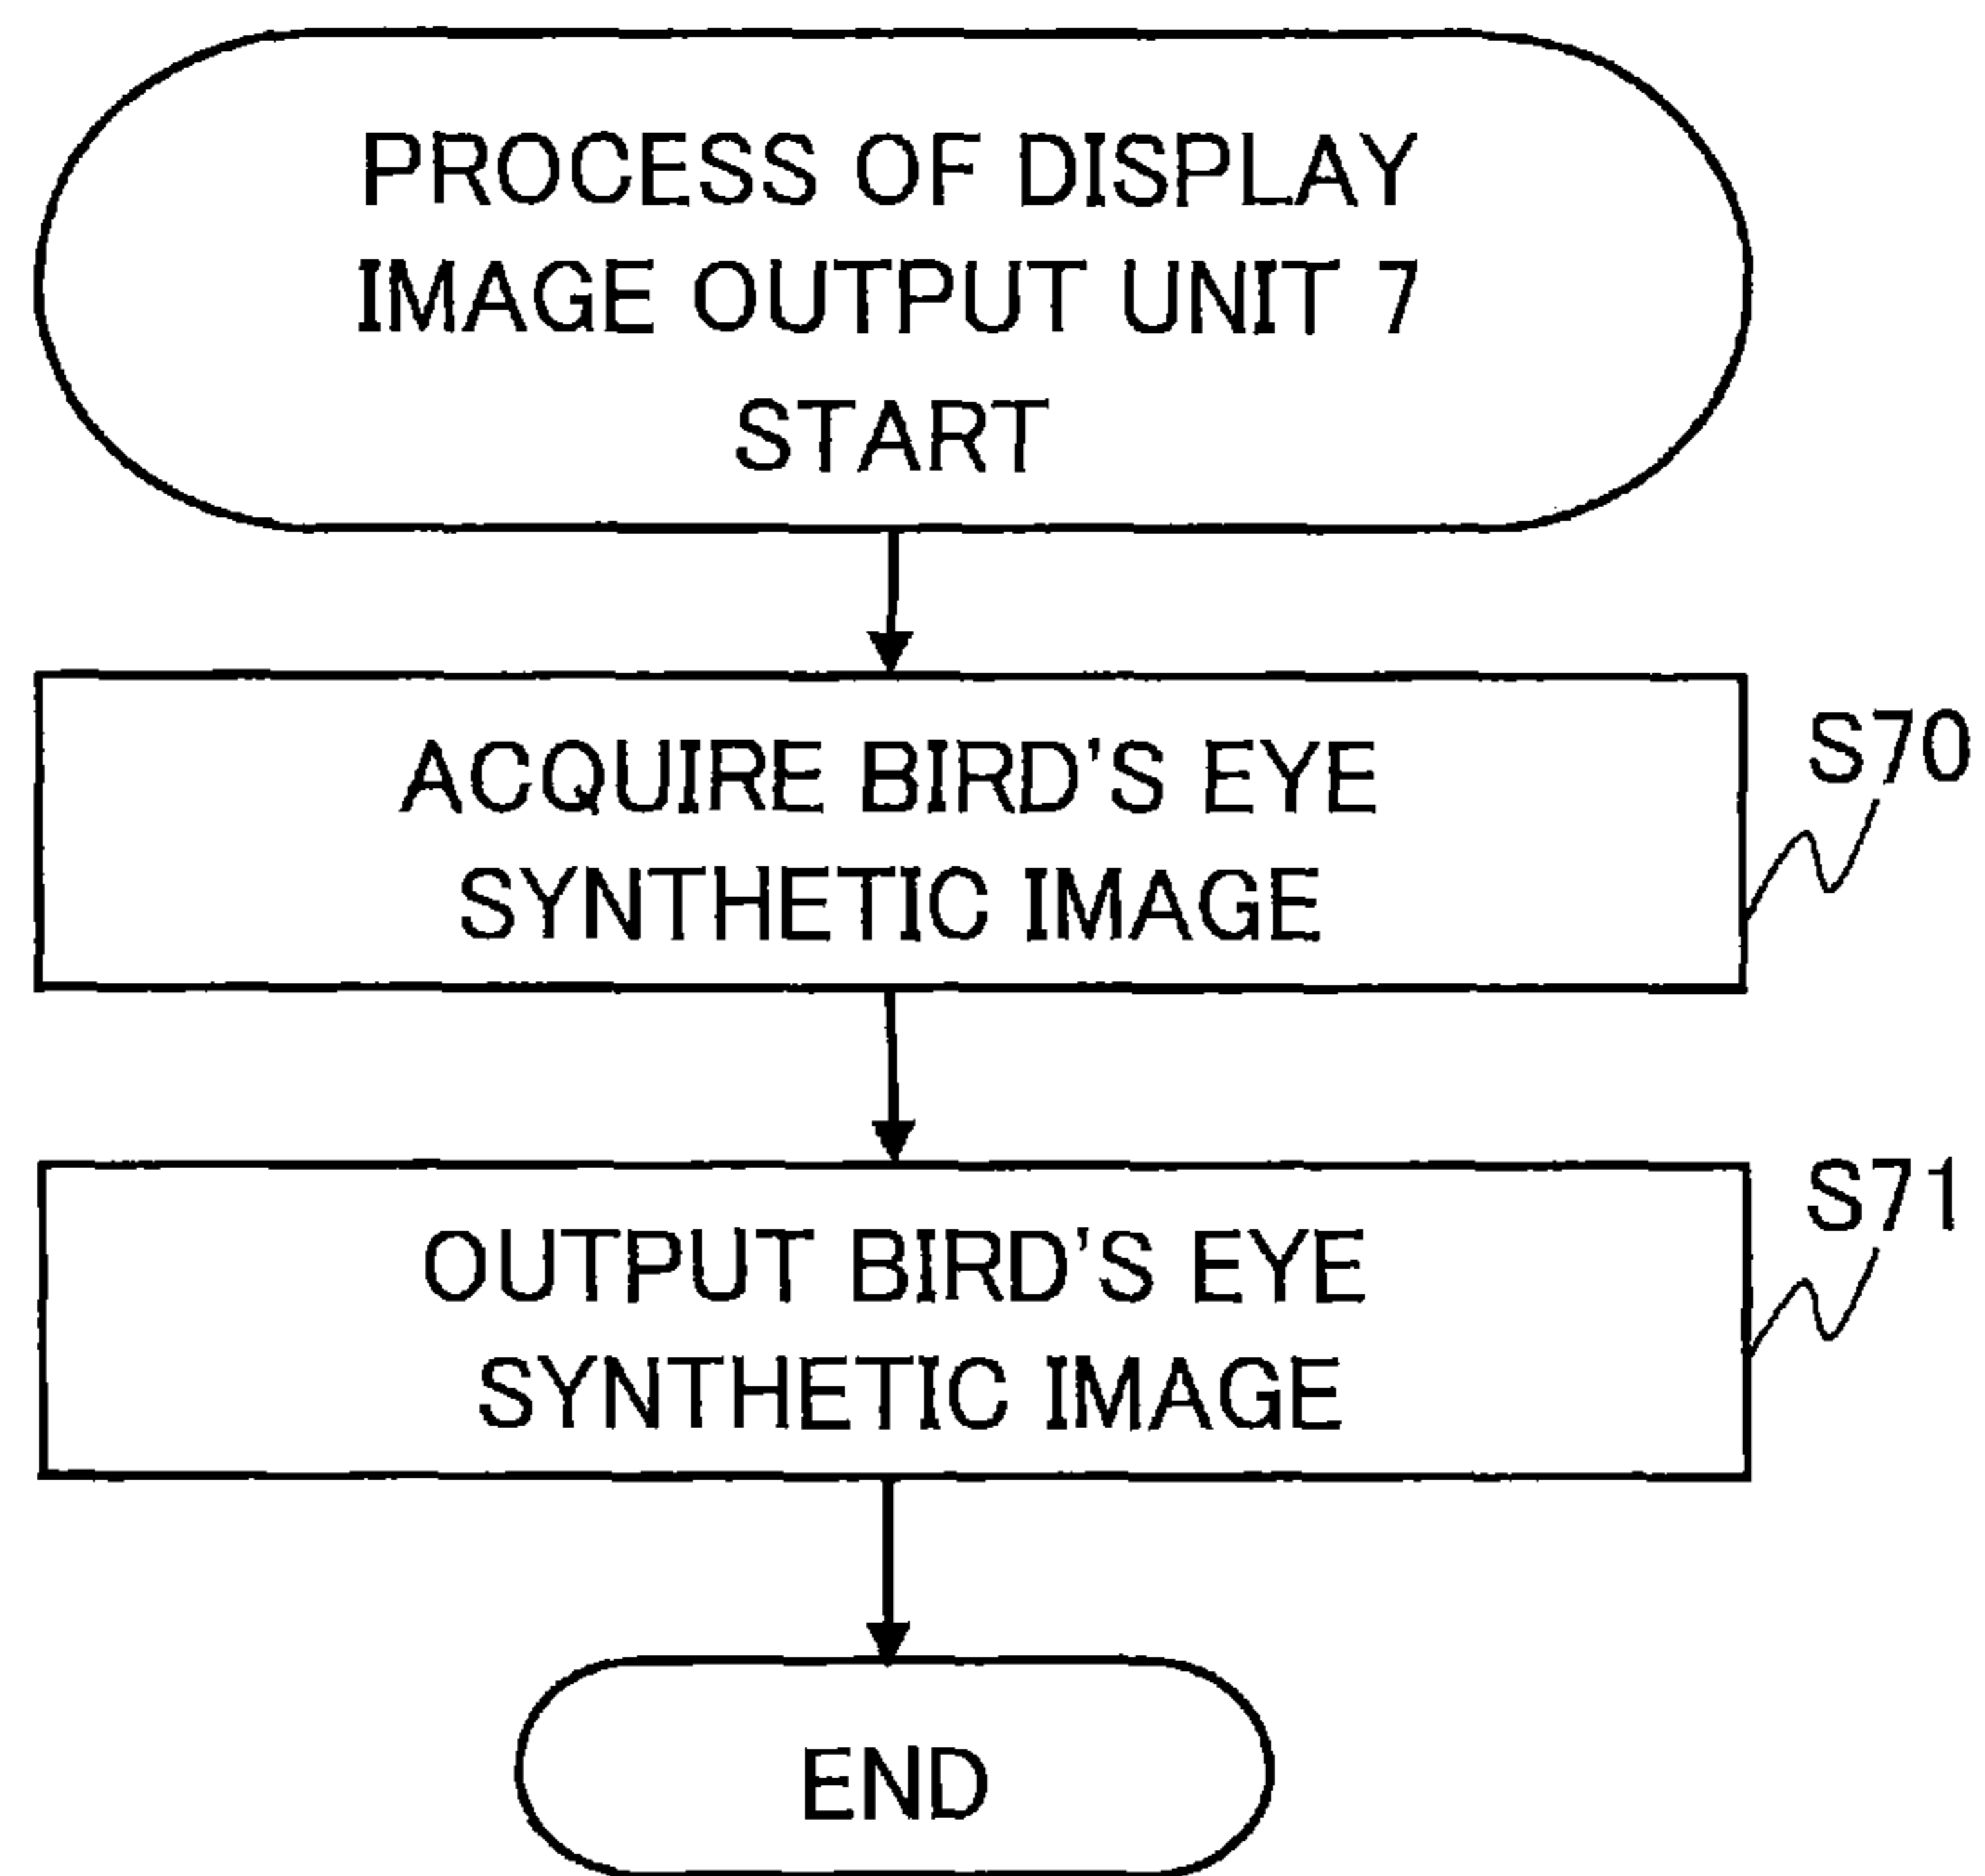 PROCESS OF DISPLAY
IMAGE OUTPUT UNIT 7
START
ACQUIRE BIRD'S EYE
SYNTHETIC IMAGE
S70
OUTPUT BIRD'S EYE
SYNTHETIC IMAGE
S71
END